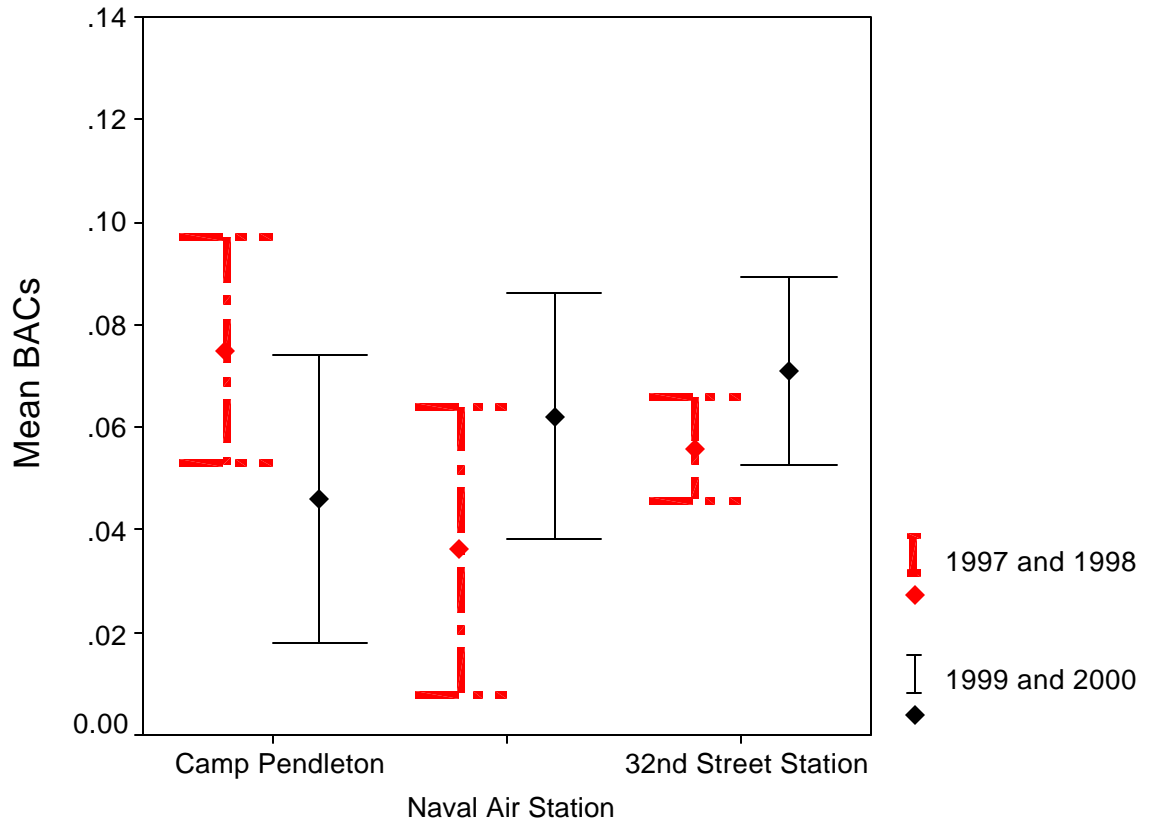 Mean BACs
.14
.12
.10
.08
.06
.04
.02
0.00
Camp Pendleton
Naval Air Station
32nd Street Station
1997 and 1998
1999 and 2000